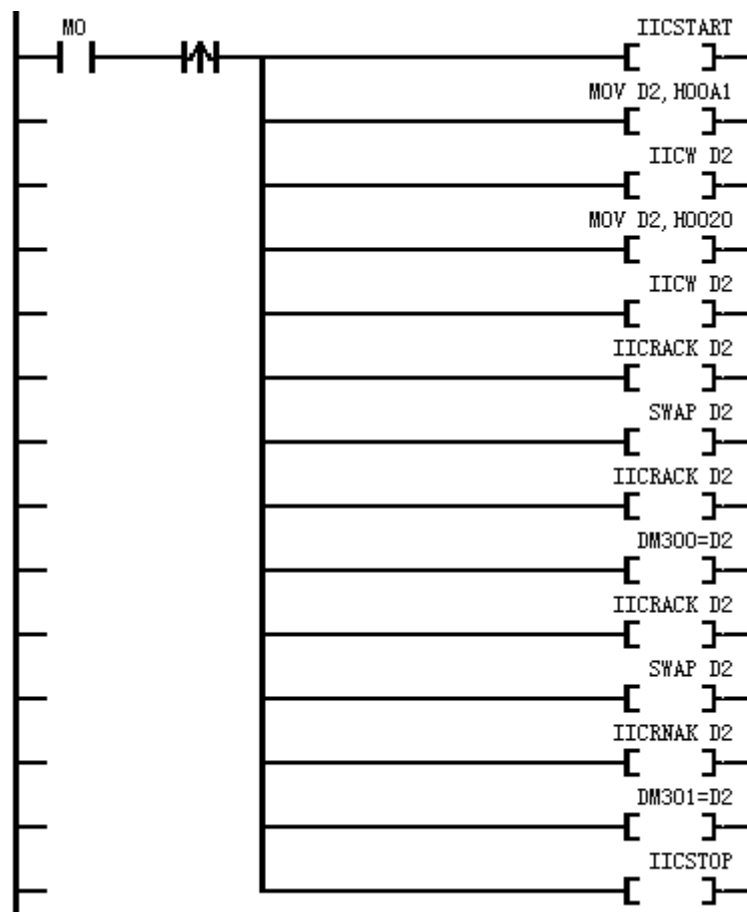 M0
IICSTART
MOV D2,H00A1
IICW D2
MOV D2,H0020
IICW D2
IICRACK D2
SWAP D2
IICRACK D2
DM300=D2
IICRACK D2
SWAP D2
IICRNAK D2
DM301=D2
IICSTOP